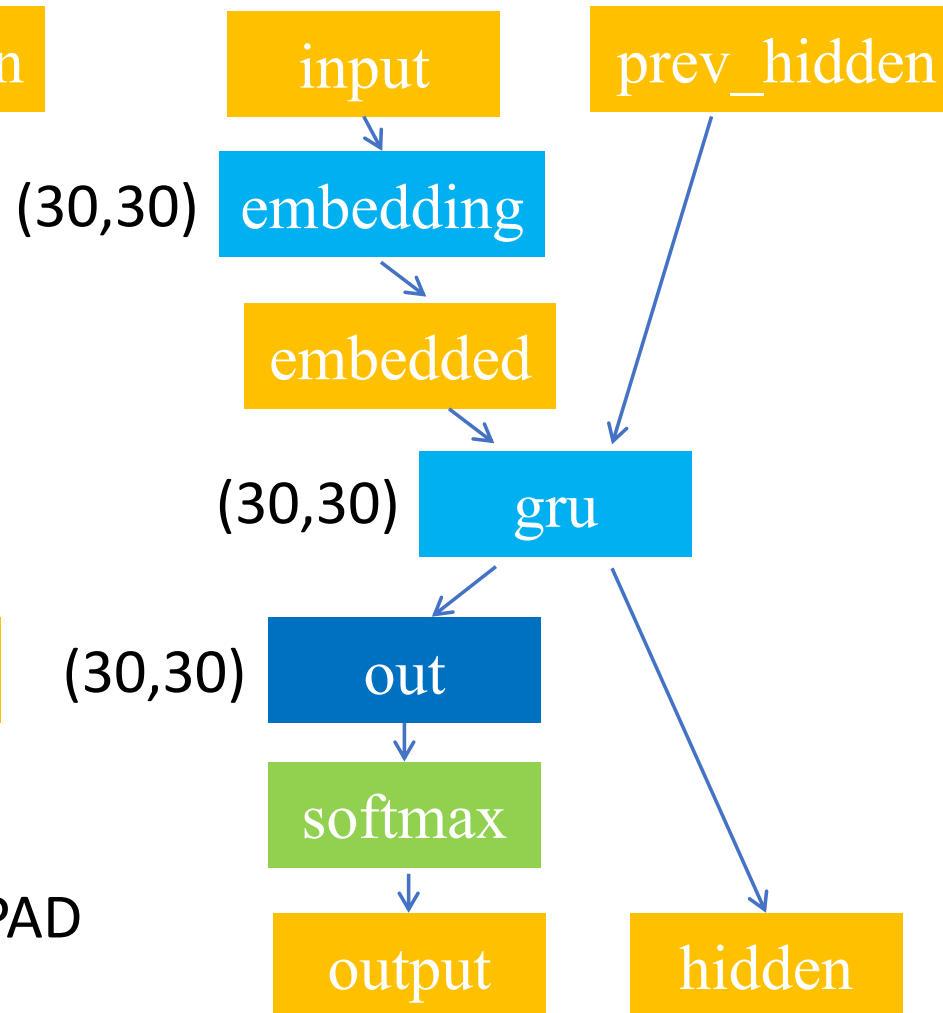 n
input
prev_hidden
(30,30)
embedding
embedded
(30,30)
gru
(30,30)
out
softmax
PAD
output
hidden